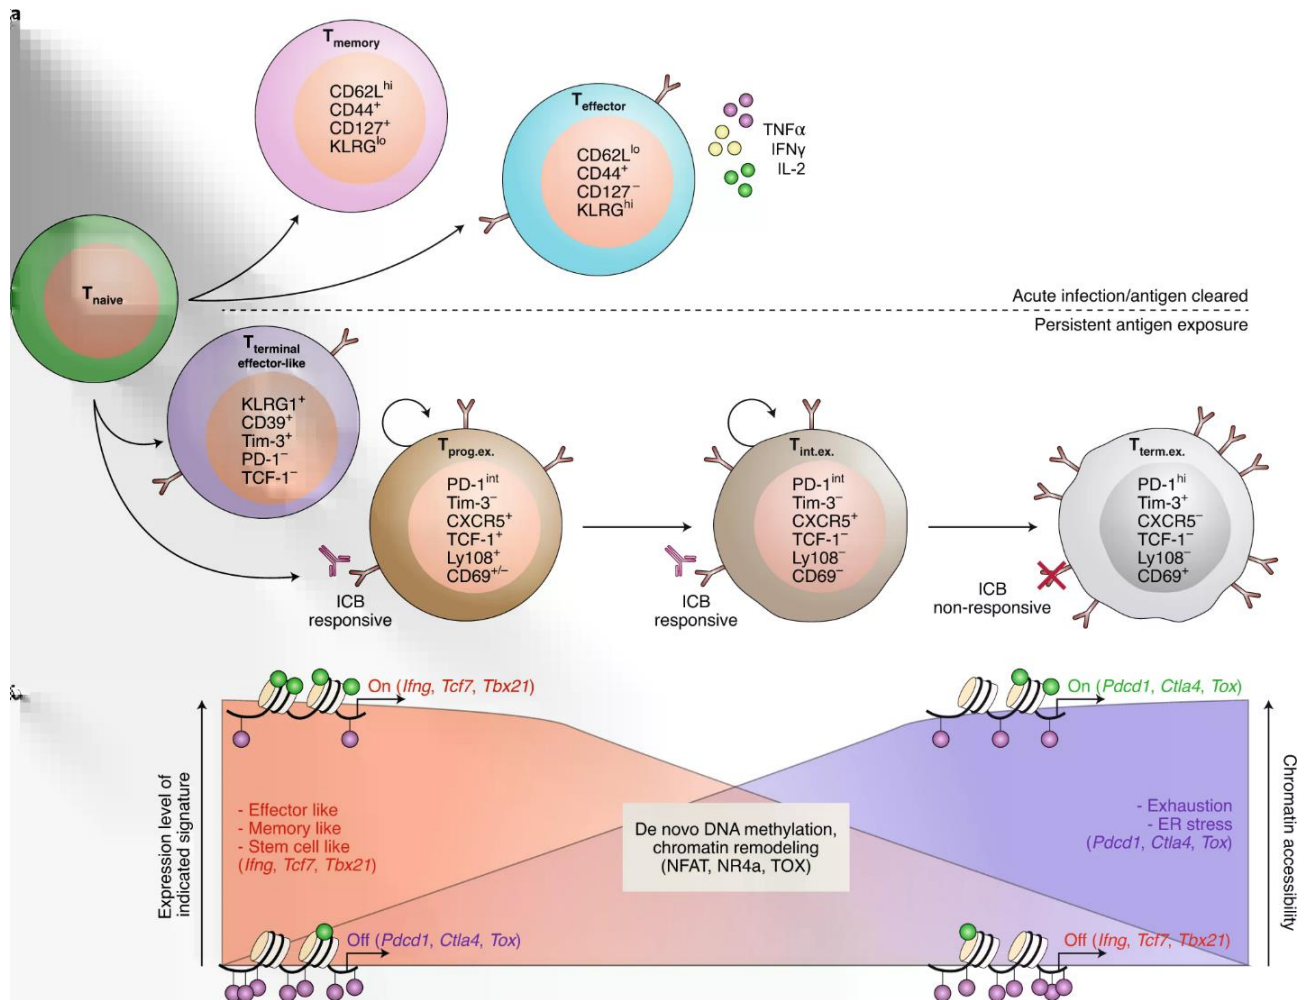 a
T memory
CD62L^hi
CD44^+
CD127^+
KLRG^lo
T effector
CD62L^lo
CD44^+
CD127^−
KLRG^hi
TNFα
IFNγ
IL-2
T naive
Acute infection/antigen cleared
Persistent antigen exposure
T terminal
effector-like
KLRG1^+
CD39^+
Tim-3^+
PD-1^−
TCF-1^−
T prog.ex.
PD-1^int
Tim-3^−
CXCR5^+
TCF-1^+
Ly108^+
CD69^+/−
ICB
responsive
T int.ex.
PD-1^int
Tim-3^−
CXCR5^+
TCF-1^−
Ly108^−
CD69^−
ICB
responsive
T term.ex.
PD-1^hi
Tim-3^+
CXCR5^−
TCF-1^−
Ly108^−
CD69^+
ICB
non-responsive
On (Ifng, Tcf7, Tbx21)
On (Pdcd1, Ctla4, Tox)
Expression level of
indicated signature
- Effector like
- Memory like
- Stem cell like
(Ifng, Tcf7, Tbx21)
De novo DNA methylation,
chromatin remodeling
(NFAT, NR4a, TOX)
- Exhaustion
- ER stress
(Pdcd1, Ctla4, Tox)
Chromatin accessibility
Off (Pdcd1, Ctla4, Tox)
Off (Ifng, Tcf7, Tbx21)